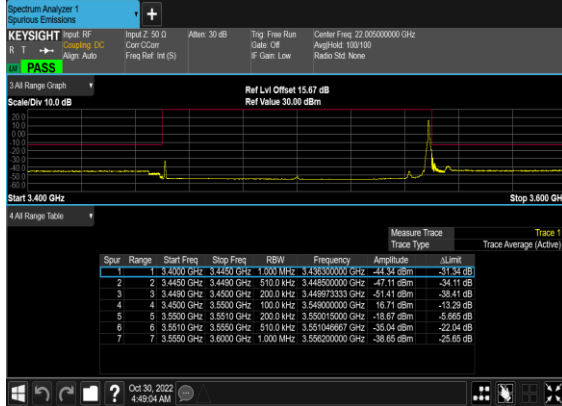 Spectrum Analyzer 1
Spurious Emissions
+
KEYSIGHT Input: RF Input Z: 50 Ω Atten: 30 dB Trig: Free Run Center Freq: 22.005000000 GHz
R T Coupling: DC Corr CCorr Gate: Off Avg|Hold: 100/100
Align: Auto Freq Ref: Int (S) IF Gain: Low Radio Std: None
PASS
3 All Range Graph
Ref Lvl Offset 15.67 dB
Scale/Div 10.0 dB Ref Value 30.00 dBm
20.0
10.0
0.00
-10.0
-20.0
-30.0
-40.0
-50.0
-60.0
Start 3.400 GHz Stop 3.600 GH
4 All Range Table
Measure Trace Trace 1
Trace Type Trace Average (Active)
Spur Range Start Freq Stop Freq RBW Frequency Amplitude ΔLimit
1 1 3.4000 GHz 3.4450 GHz 1.000 MHz 3.436300000 GHz -44.34 dBm -31.34 dB
2 2 3.4450 GHz 3.4490 GHz 510.0 kHz 3.448500000 GHz -47.11 dBm -34.11 dB
3 3 3.4490 GHz 3.4500 GHz 200.0 kHz 3.449973333 GHz -51.41 dBm -38.41 dB
4 4 3.4500 GHz 3.5500 GHz 100.0 kHz 3.549000000 GHz 16.71 dBm -13.29 dB
5 5 3.5500 GHz 3.5510 GHz 200.0 kHz 3.550015000 GHz -18.67 dBm -5.665 dB
6 6 3.5510 GHz 3.5550 GHz 510.0 kHz 3.551046667 GHz -35.04 dBm -22.04 dB
7 7 3.5550 GHz 3.6000 GHz 1.000 MHz 3.556200000 GHz -38.65 dBm -25.65 dB
? Oct 30, 2022
4:49:04 AM